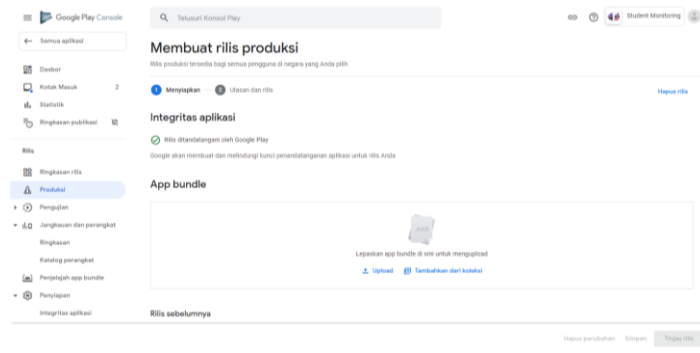 Google Play Console
Telusuri Konsol Play
Student Monitoring
Semua aplikasi
Membuat rilis produksi
Rilis produksi tersedia bagi semua pengguna di negara yang Anda pilih
Dasbor
Kotak Masuk 2
1 Menyiapkan 2 Ulasan dan rilis
Hapus rilis
Statistik
Ringkasan publikasi
Integritas aplikasi
Rilis ditandatangani oleh Google Play
Rilis
Google akan membuat dan melindungi kunci penandatanganan aplikasi untuk rilis Anda
Ringkasan rilis
Produksi
App bundle
Pengujian
Jangkauan dan perangkat
Ringkasan
Lepaskan app bundle di sini untuk mengupload
Katalog perangkat
Upload Tambahkan dari koleksi
Penjelajah app bundle
Penyiapan
Integritas aplikasi
Rilis sebelumnya
Hapus perubahan Simpan Tinjau rilis